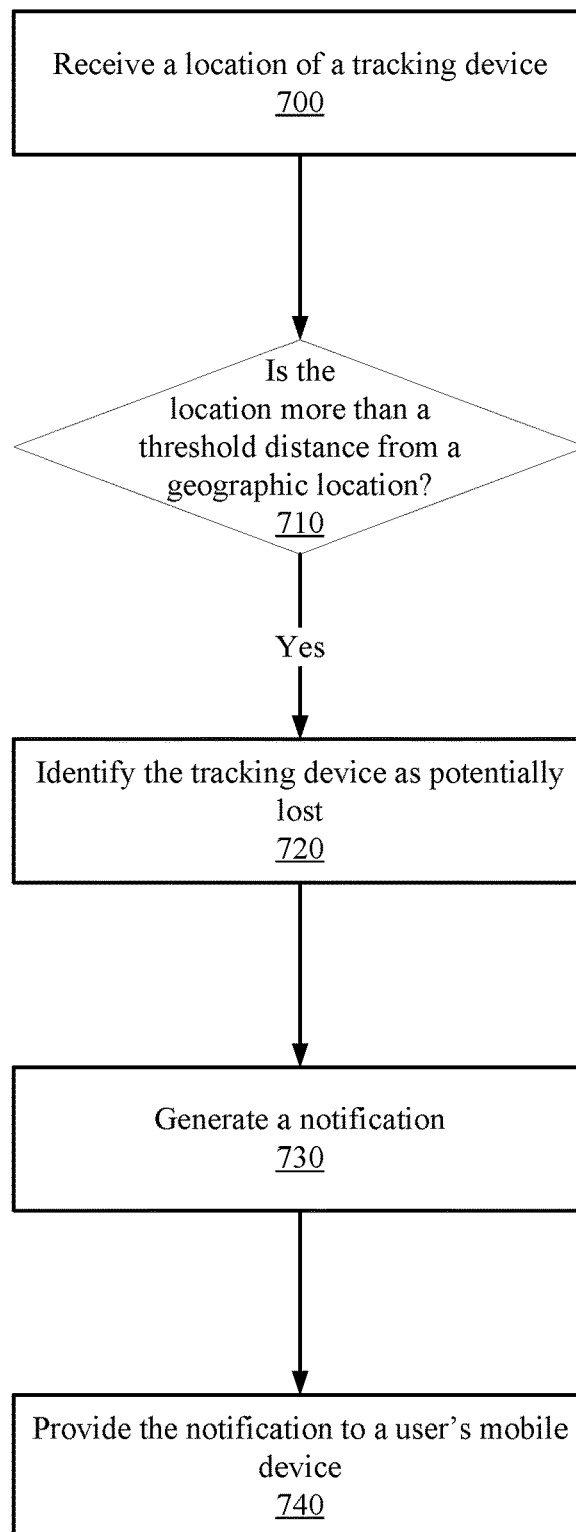 Receive a location of a tracking device
700
Is the
location more than a
threshold distance from a
geographic location?
710
Yes
Identify the tracking device as potentially
lost
720
Generate a notification
730
Provide the notification to a user’s mobile
device
740